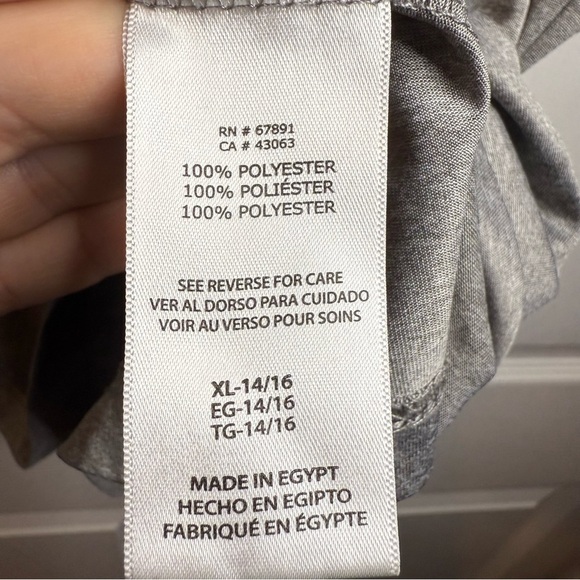 RN # 67891
CA # 43063
100% POLYESTER
100% POLIÉSTER
100% POLYESTER
SEE REVERSE FOR CARE
VER AL DORSO PARA CUIDADO
VOIR AU VERSO POUR SOINS
XL-14/16
EG-14/16
TG-14/16
MADE IN EGYPT
HECHO EN EGIPTO
FABRIQUÉ EN ÉGYPTE